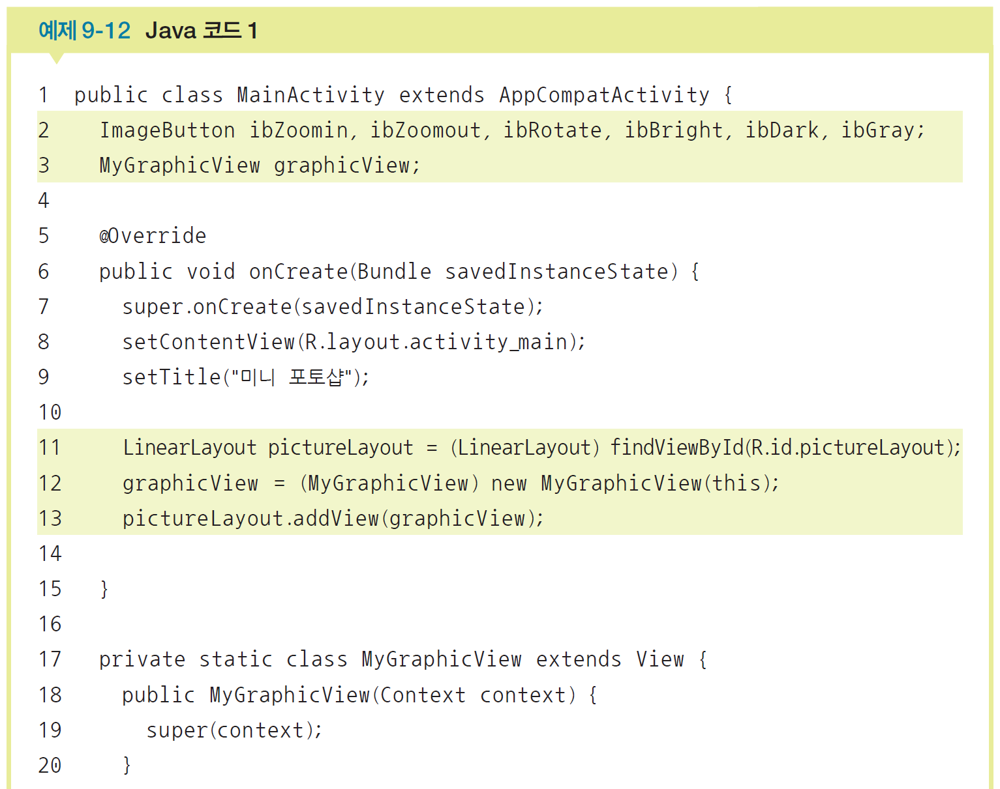 예제 9-12 Java 코드 1
1 public class MainActivity extends AppCompatActivity {
2 ImageButton ibZoomin, ibZoomout, ibRotate, ibBright, ibDark, ibGray;
3 MyGraphicView graphicView;
4
5 @Override
6 public void onCreate(Bundle savedInstanceState) {
7 super.onCreate(savedInstanceState);
8 setContentView(R.layout.activity_main);
9 setTitle("미니 포토샵");
10
11 LinearLayout pictureLayout = (LinearLayout) findViewById(R.id.pictureLayout);
12 graphicView = (MyGraphicView) new MyGraphicView(this);
13 pictureLayout.addView(graphicView);
14
15 }
16
17 private static class MyGraphicView extends View {
18 public MyGraphicView(Context context) {
19 super(context);
20 }